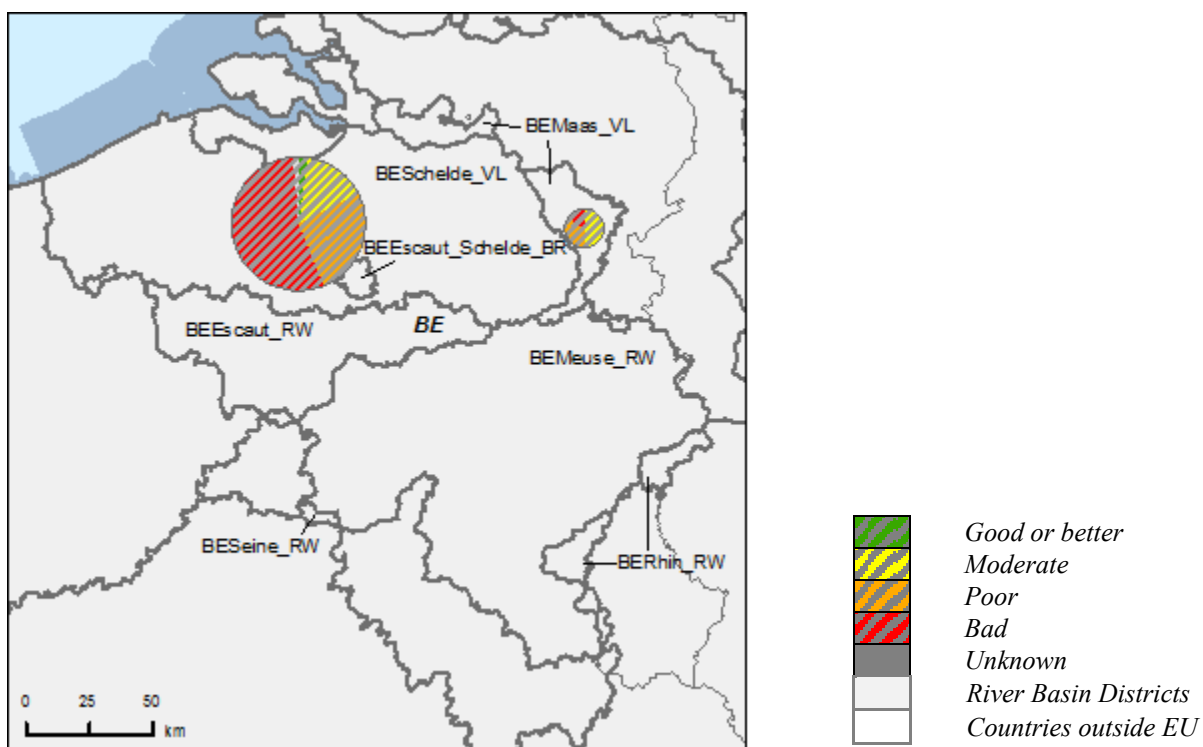 BEMaas_VL
BESchelde_VL
BEEscaut_Schelde_BR
BEEscaut_RW
BE
BEMeuse_RW
BESeine_RW
BERhin_RW
0 25 50
km
Good or better
Moderate
Poor
Bad
Unknown
River Basin Districts
Countries outside EU